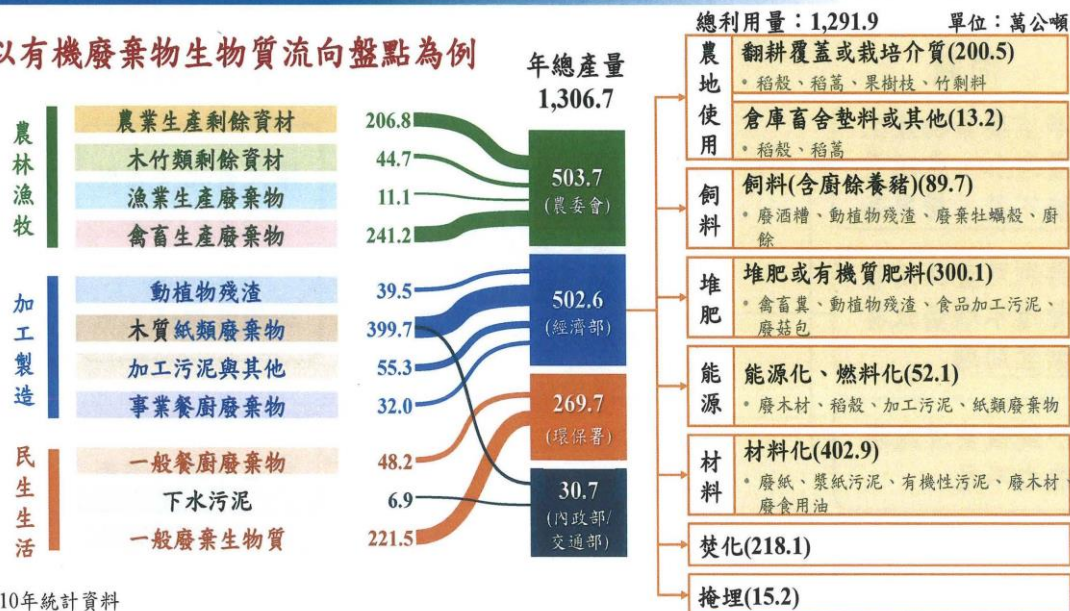 總利用量：1,291.9
單位：萬公噸
以有機廢棄物生物質流向盤點為例
年總產量
1,306.7
農林漁牧
農業生產剩餘資材
206.8
木竹類剩餘資材
44.7
漁業生產廢棄物
11.1
禽畜生產廢棄物
241.2
加工製造
動植物殘渣
39.5
木質紙類廢棄物
399.7
加工污泥與其他
55.3
事業餐廚廢棄物
32.0
民生生活
一般餐廚廢棄物
48.2
下水污泥
6.9
一般廢棄生物質
221.5
503.7
(農委會)
502.6
(經濟部)
269.7
(環保署)
30.7
(內政部/
交通部)
農地使用
翻耕覆蓋或栽培介質(200.5)
• 稻殼、稻蒿、果樹枝、竹剩料
倉庫畜舍墊料或其他(13.2)
• 稻殼、稻蒿
飼料
飼料(含廚餘養豬)(89.7)
• 廢酒糟、動植物殘渣、廢棄牡蠣殼、廚
餘
堆肥
堆肥或有機質肥料(300.1)
• 禽畜糞、動植物殘渣、食品加工污泥、
廢菇包
能源
能源化、燃料化(52.1)
• 廢木材、稻殼、加工污泥、紙類廢棄物
材料
材料化(402.9)
• 廢紙、漿紙污泥、有機性污泥、廢木材、
廢食用油
焚化(218.1)
掩埋(15.2)
10年統計資料